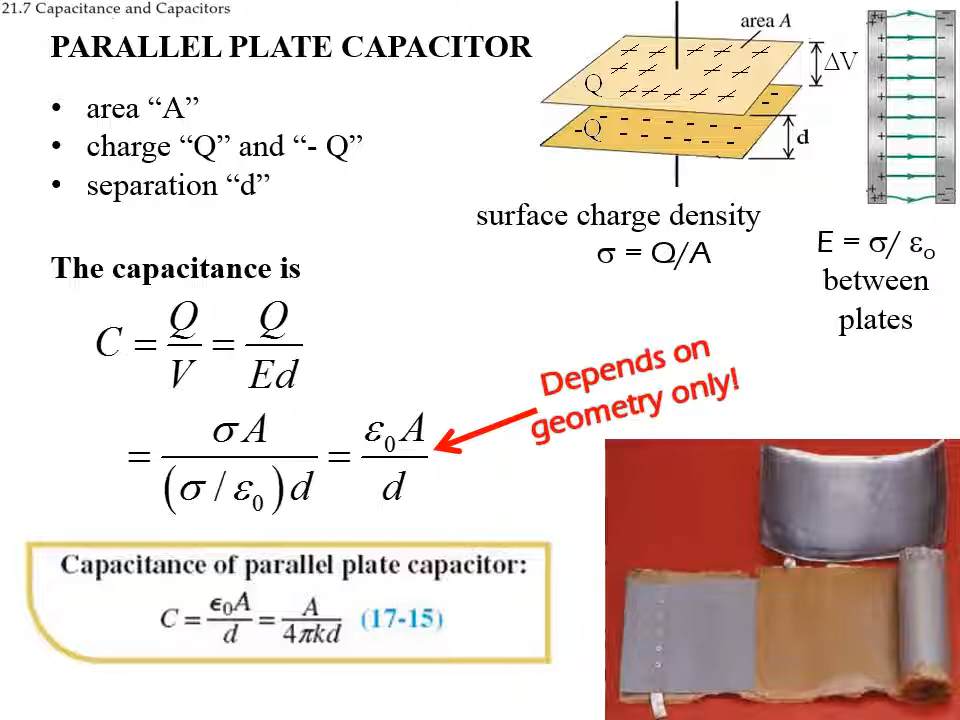 21.7 Capacitance and Capacitors
PARALLEL PLATE CAPACITOR
• area “A”
• charge “Q” and “- Q”
• separation “d”
area A
Q
-Q
ΔV
d
surface charge density
σ = Q/A
E = σ/ εo
between
plates
The capacitance is
C = Q/V = Q/Ed
= σA/(σ / ε₀)d = ε₀A/d
Depends on
geometry only!
Capacitance of parallel plate capacitor:
C = ϵ₀A/d = A/4πkd (17-15)